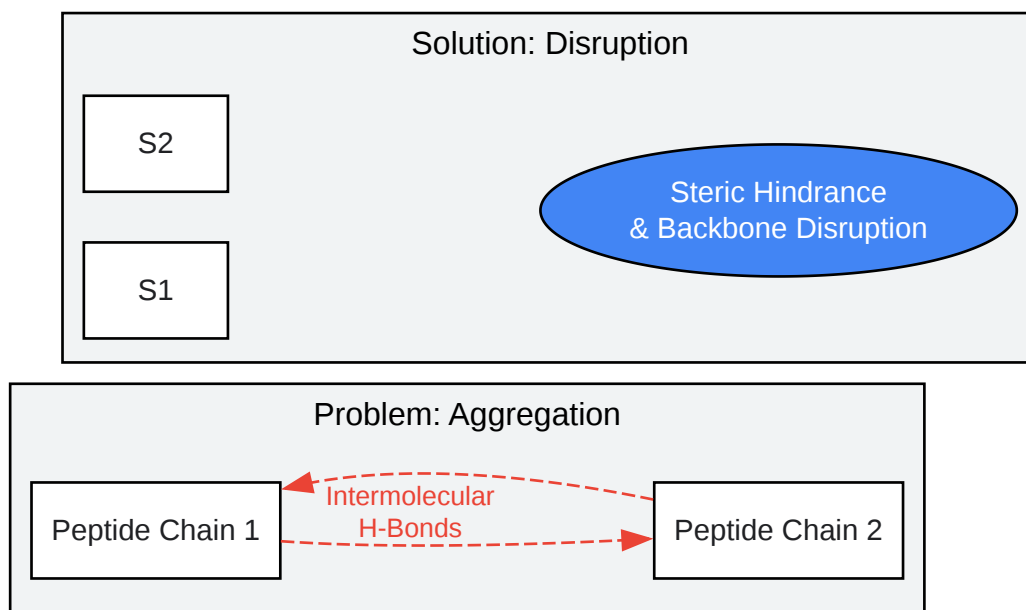 Solution: Disruption
S2
Steric Hindrance
& Backbone Disruption
S1
Problem: Aggregation
Peptide Chain 1
Intermolecular
H-Bonds
Peptide Chain 2